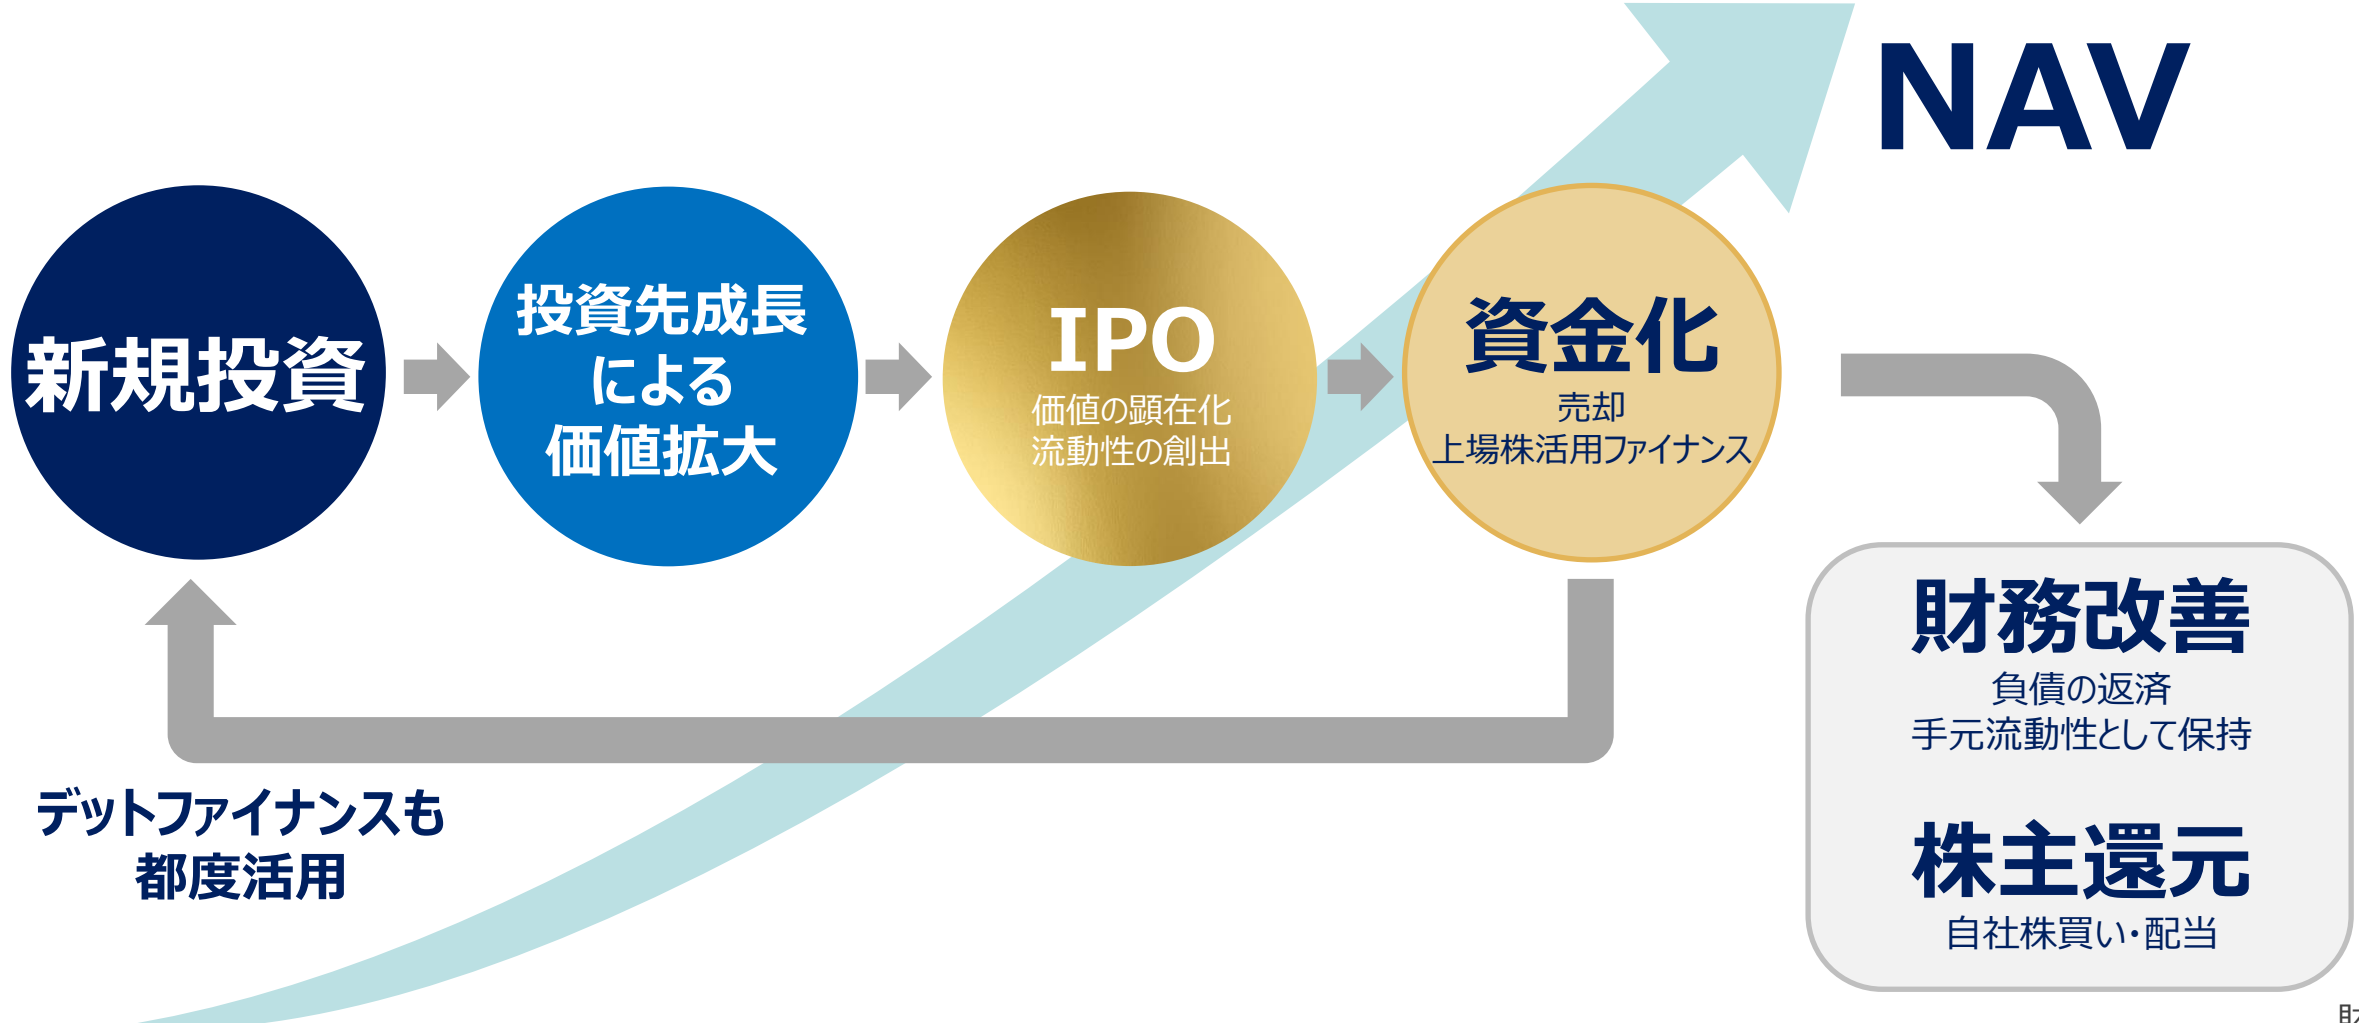 NAV
新規投資
投資先成長
による
価値拡大
IPO
価値の顕在化
流動性の創出
資金化
売却
上場株活用ファイナンス
財務改善
負債の返済
手元流動性として保持
株主還元
自社株買い・配当
デットファイナンスも
都度活用